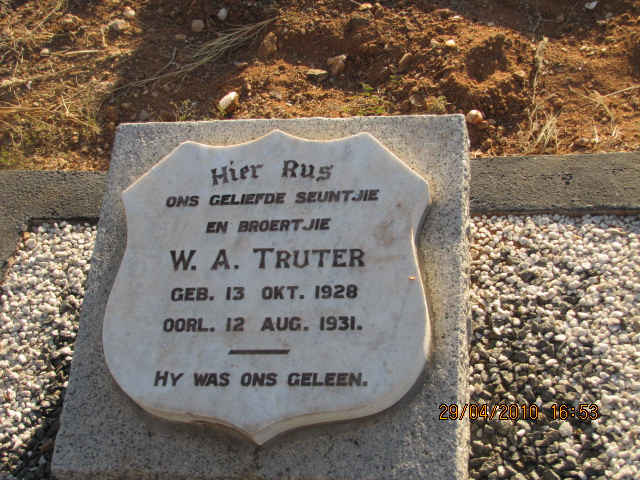 Hier Rus
ONS GELIEFDE SEUNTJIE
EN BROERTJIE
W. A. TRUTER
GEB. 13 OKT. 1928
OORL. 12 AUG. 1931.
HY WAS ONS GELEEN.
29/04/2010 16:53